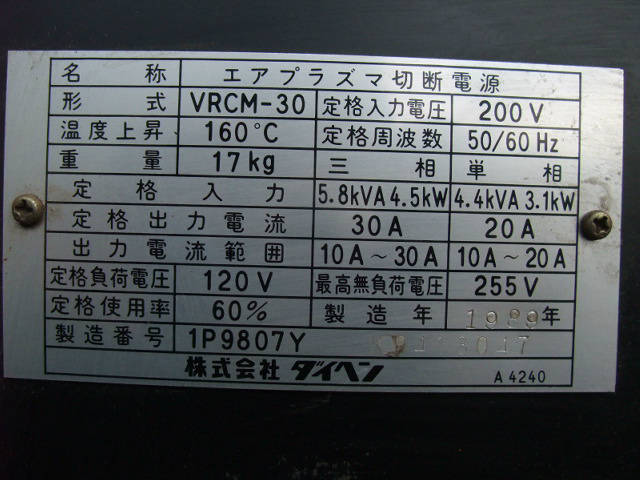 名称 エアプラズマ切断電源
形式 VRCM-30 定格入力電圧 200V
温度上昇 160°C 定格周波数 50/60Hz
重量 17kg 三相 単相
定格入力 5.8kVA 4.5kW 4.4kVA 3.1kW
定格出力電流 30A 20A
出力電流範囲 10A～30A 10A～20A
定格負荷電圧 120V 最高無負荷電圧 255V
定格使用率 60% 製造年 1989年
製造番号 1P9807Y
株式会社 ダイヘン A4240